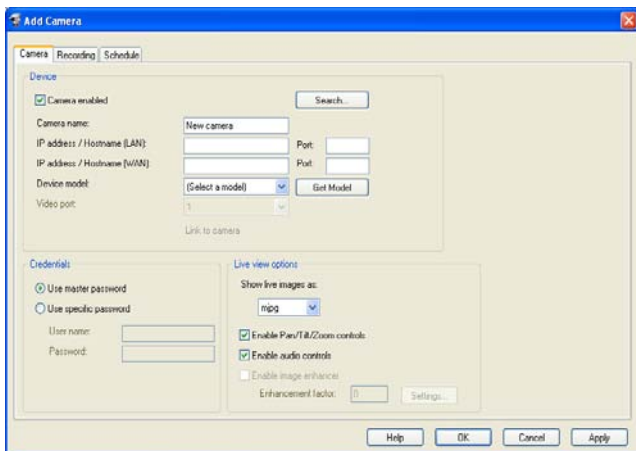 Add Camera
Camera Recording Schedule
Device
Camera enabled Search...
Camera name: New camera
IP address / Hostname (LAN): Port:
IP address / Hostname (WAN): Port:
Device model: (Select a model) Get Model
Video port: 1
Link to camera
Credentials
Use master password
Use specific password
User name:
Password:
Live view options
Show live images as:
mjpg
Enable Pan/Tilt/Zoom controls
Enable audio controls
Enable image enhancer
Enhancement factor: 0 Settings...
Help OK Cancel Apply